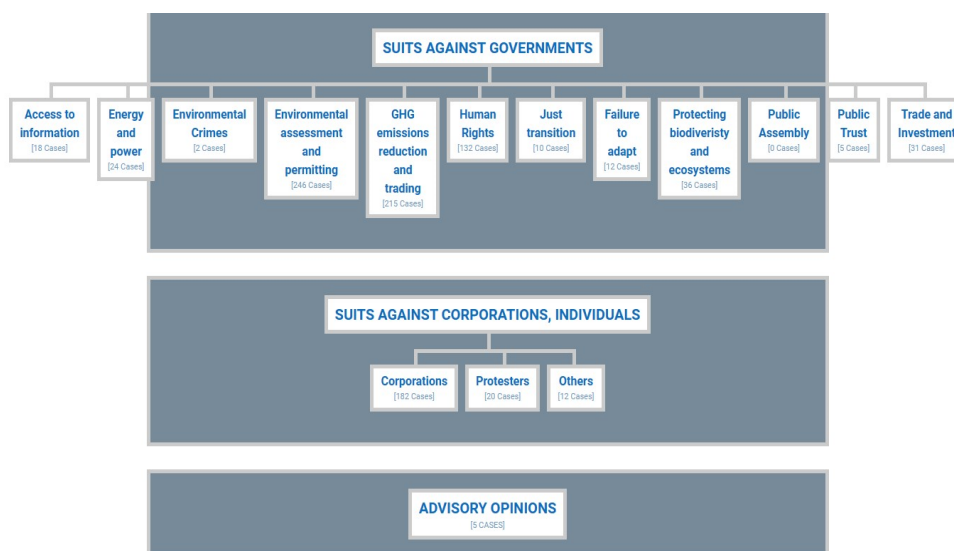 SUITS AGAINST GOVERNMENTS
Access to
information
[18 Cases]
Energy
and
power
[24 Cases]
Environmental
Crimes
[2 Cases]
Environmental
assessment
and
permitting
[246 Cases]
GHG
emissions
reduction
and
trading
[215 Cases]
Human
Rights
[132 Cases]
Just
transition
[10 Cases]
Failure
to
adapt
[12 Cases]
Protecting
biodiveristy
and
ecosystems
[36 Cases]
Public
Assembly
[0 Cases]
Public
Trust
[5 Cases]
Trade and
Investment
[31 Cases]
SUITS AGAINST CORPORATIONS, INDIVIDUALS
Corporations
[182 Cases]
Protesters
[20 Cases]
Others
[12 Cases]
ADVISORY OPINIONS
[5 CASES]